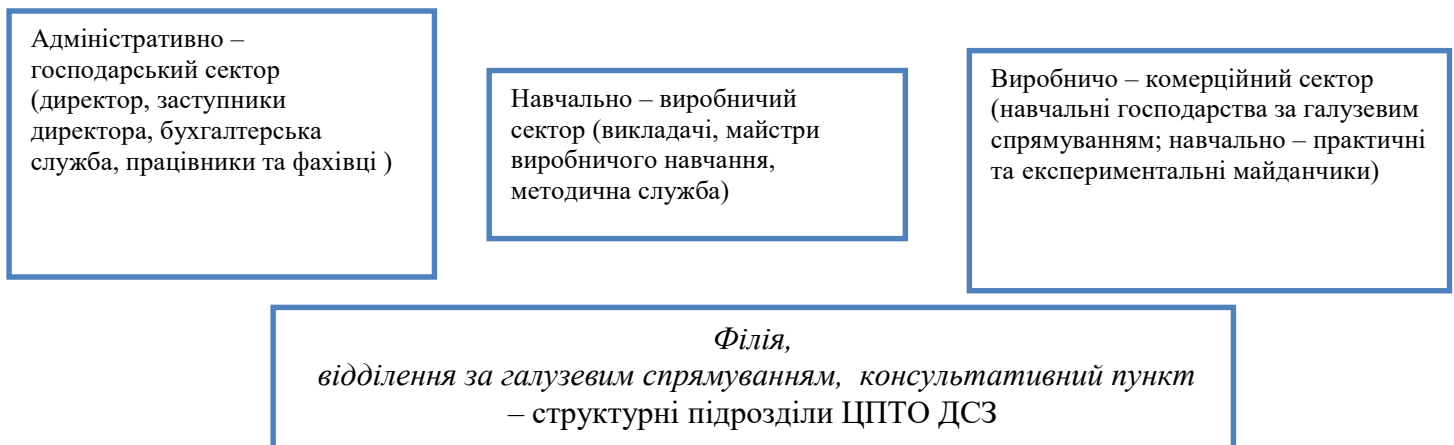 Адміністративно –
господарський сектор
(директор, заступники
директора, бухгалтерська
служба, працівники та фахівці )
Навчально – виробничий
сектор (викладачі, майстри
виробничого навчання,
методична служба)
Виробничо – комерційний сектор
(навчальні господарства за галузевим
спрямуванням; навчально – практичні
та експериментальні майданчики)
Філія,
відділення за галузевим спрямуванням, консультативний пункт
– структурні підрозділи ЦПТО ДСЗ